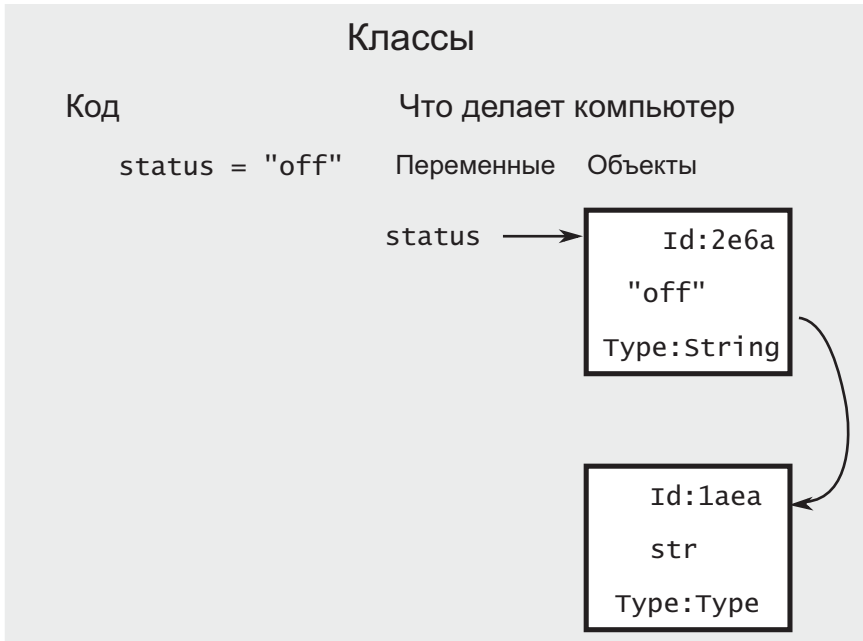 Классы
Код Что делает компьютер
status = "off" Переменные Объекты
status Id:2e6a
"off"
Type:String
Id:1aea
str
Type:Type